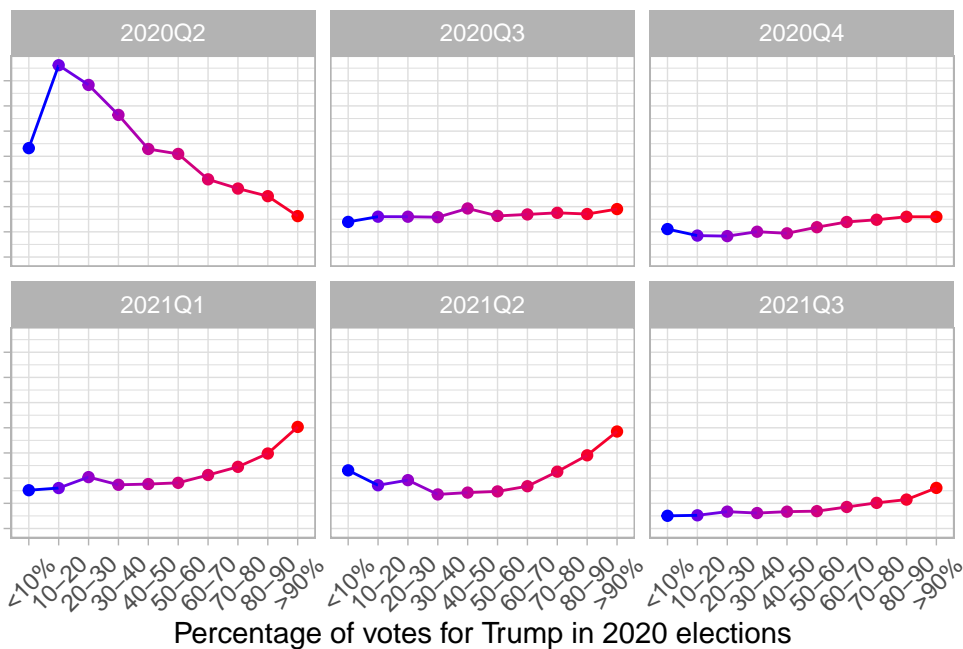 2020Q2 2020Q3 2020Q4
2021Q1 2021Q2 2021Q3
<10% 10–20 20–30 30–40 40–50 50–60 60–70 70–80 80–90 >90% <10% 10–20 20–30 30–40 40–50 50–60 60–70 70–80 80–90 >90% <10% 10–20 20–30 30–40 40–50 50–60 60–70 70–80 80–90 >90%
Percentage of votes for Trump in 2020 elections